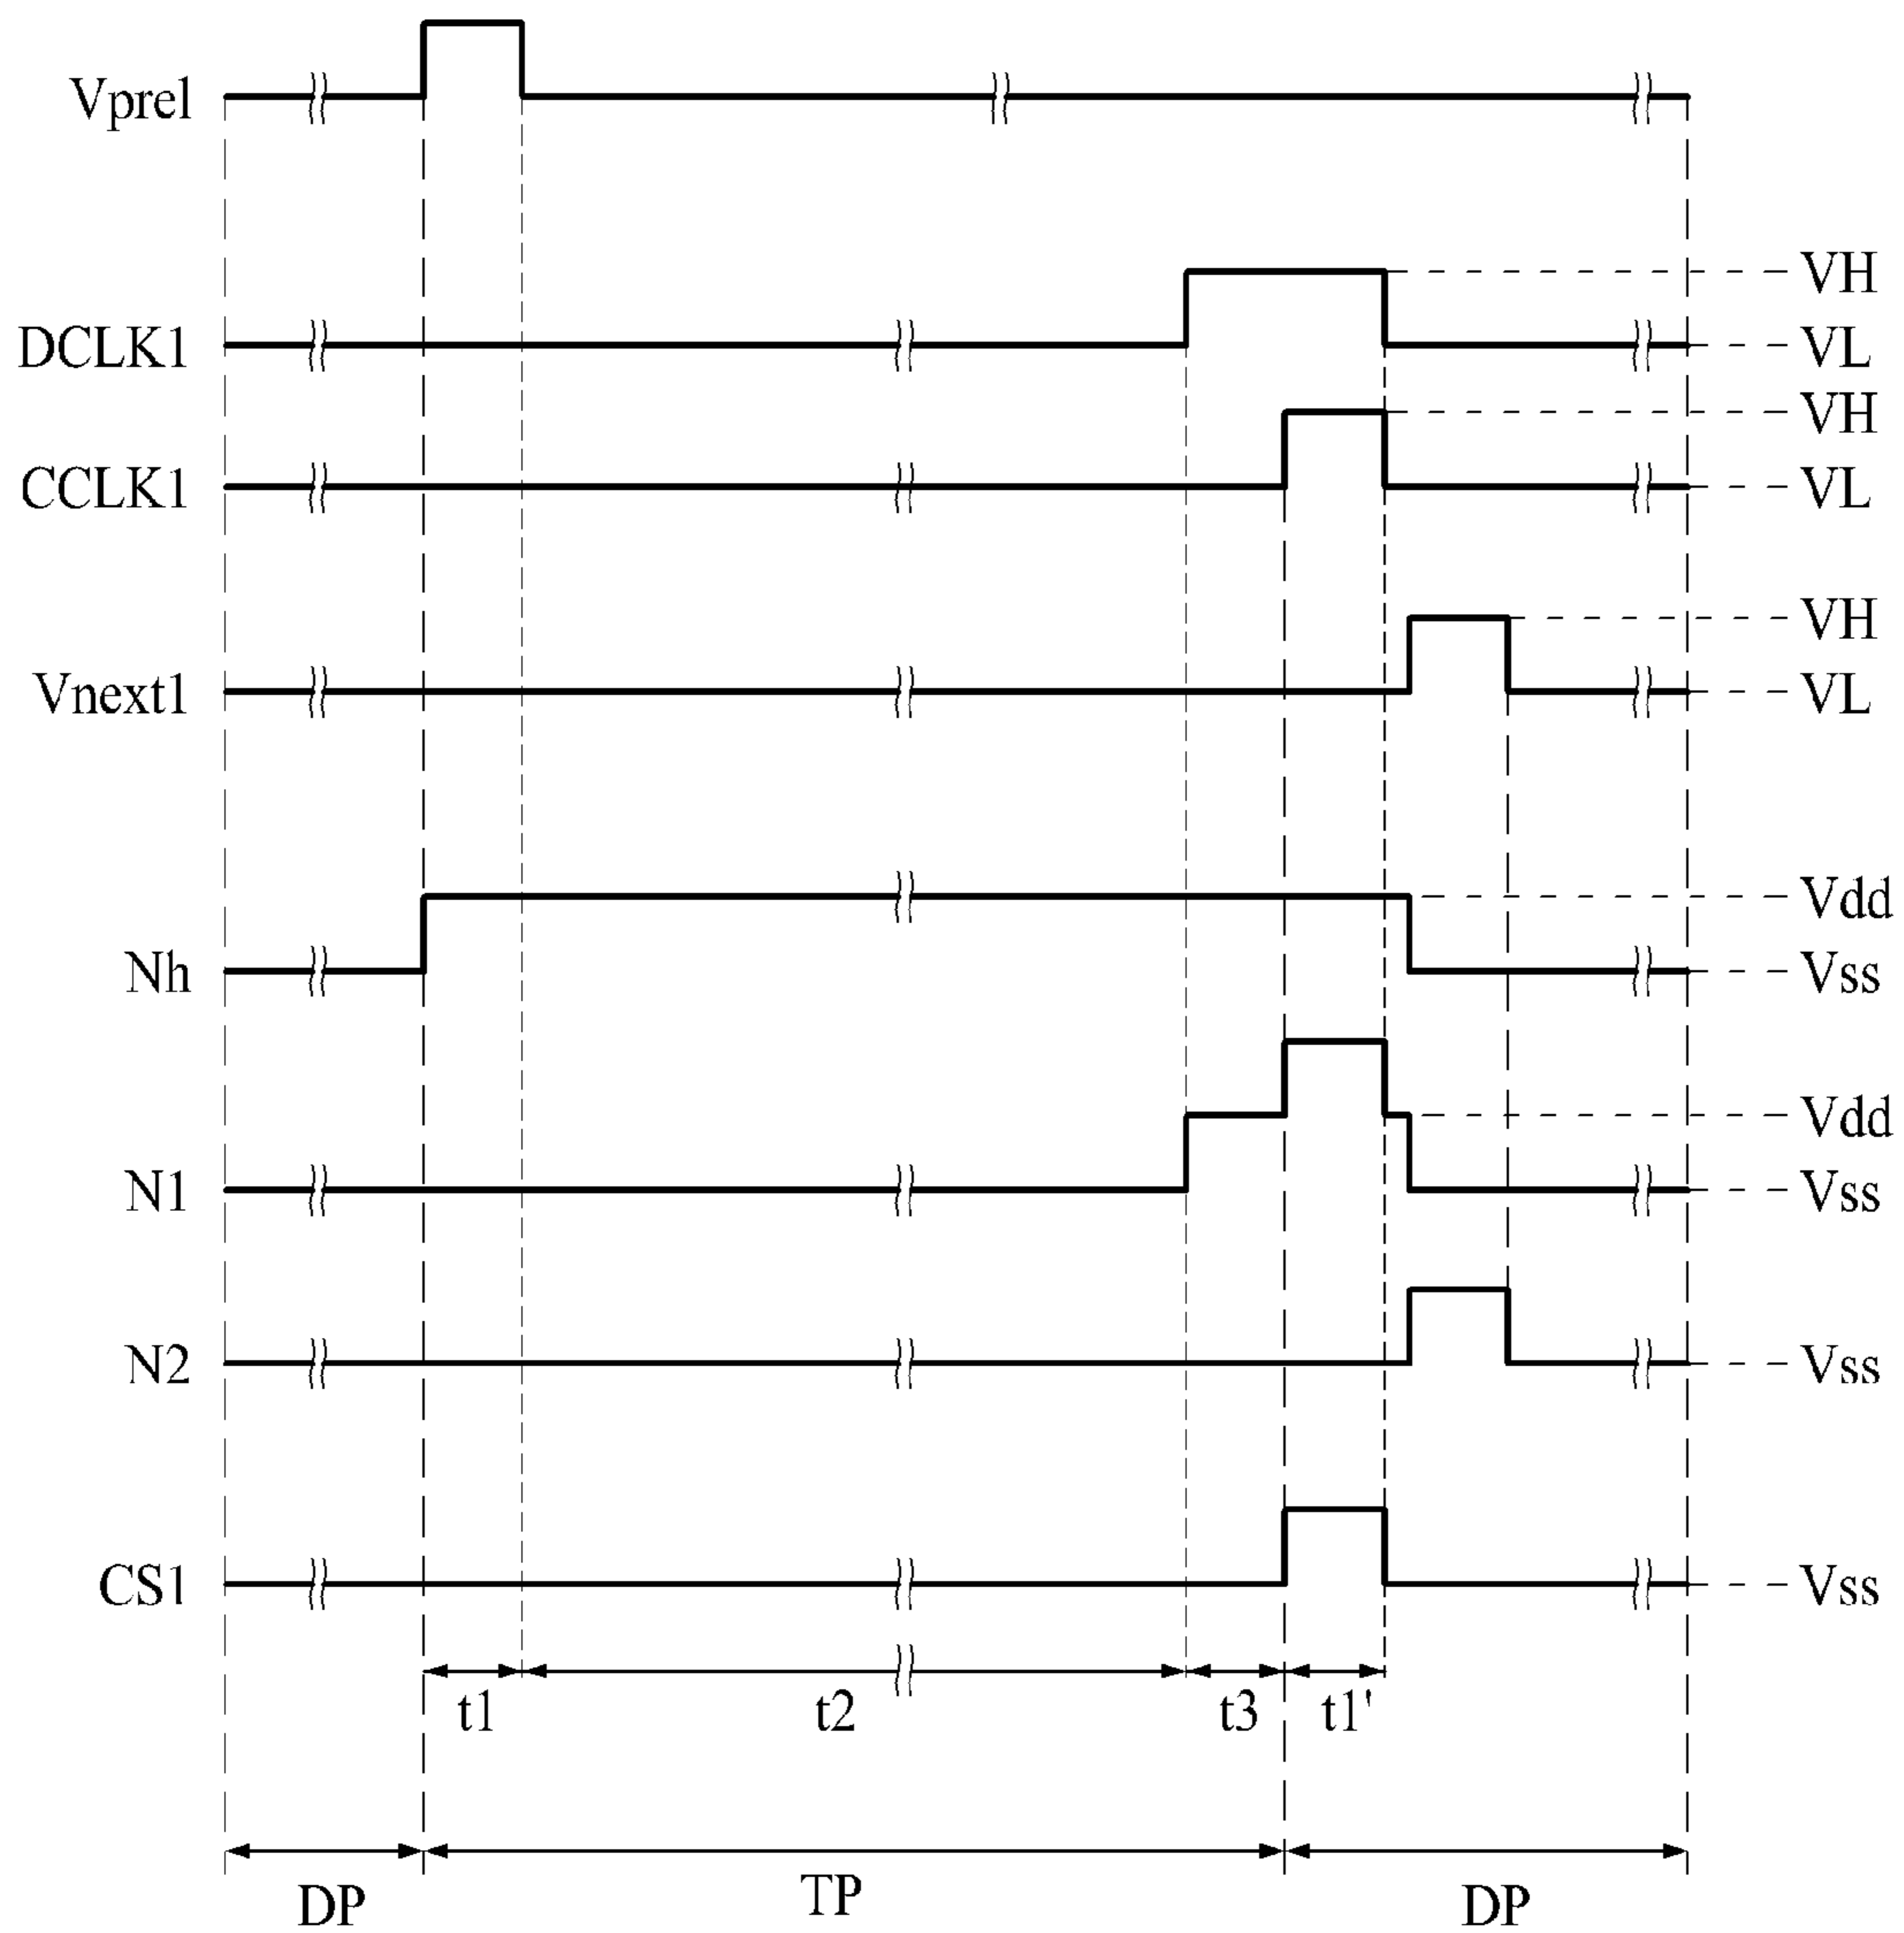 Vprel
VH
DCLK1 VL
VH
CCLK1 VL
VH
Vnext1 VL
Vdd
Nh Vss
Vdd
N1 Vss
N2 Vss
CS1 Vss
t1 t2 t3 t1'
DP TP DP